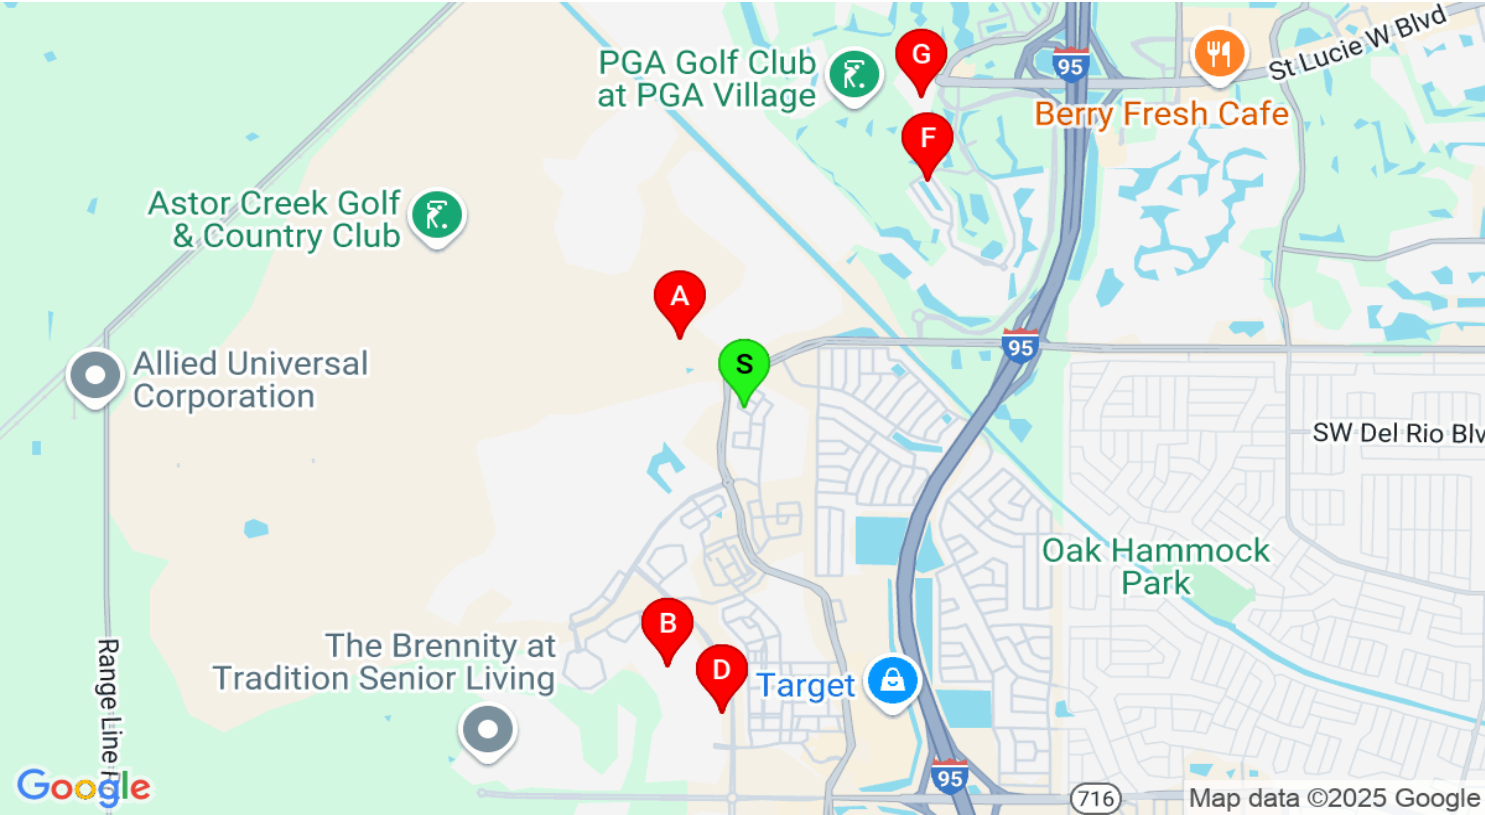 St Lucie W Blvd
PGA Golf Club
at PGA Village
G
95
Berry Fresh Cafe
F
Astor Creek Golf
& Country Club
A
S
95
Allied Universal
Corporation
SW Del Rio Blv
Oak Hammock
Park
B
The Brennity at
Tradition Senior Living
D
Target
Range Line R
95
716
Google
Map data ©2025 Google